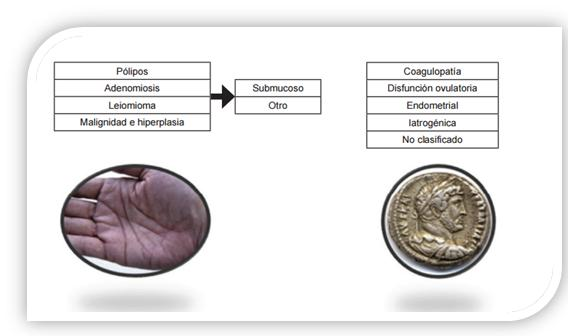 Pólipos
Adenomiosis
Leiomioma
Malignidad e hiperplasia
Submucoso
Otro
Coagulopatía
Disfunción ovulatoria
Endometrial
Iatrogénica
No clasificado